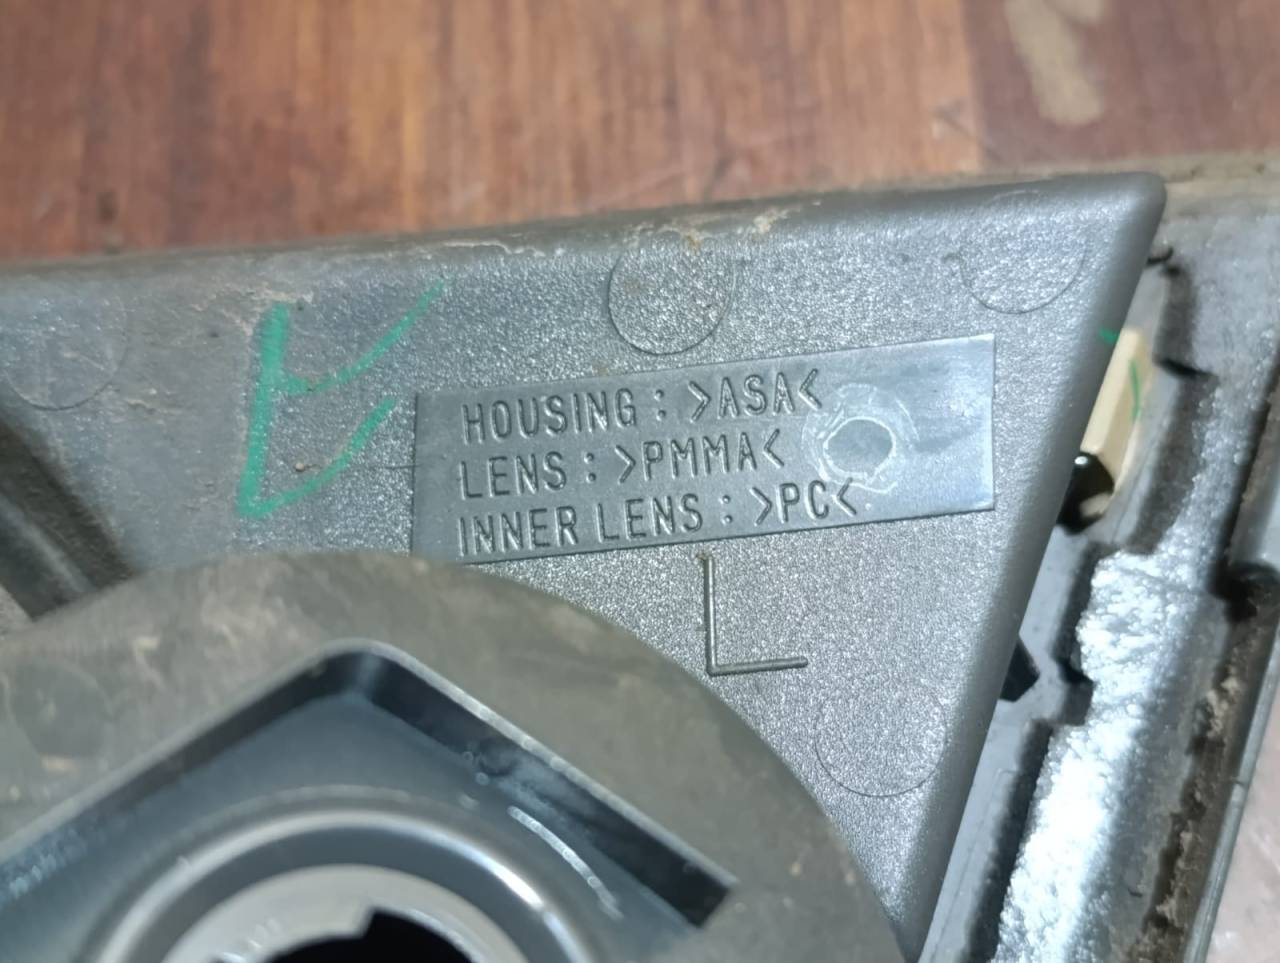 HOUSING : >ASA<
LENS : >PMMA<
INNER LENS : >PC<
L